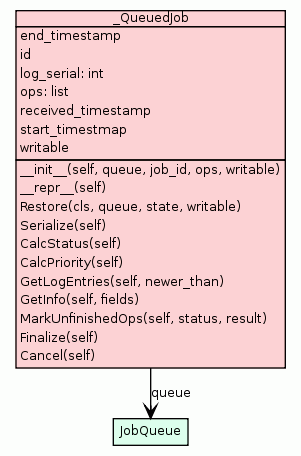 _QueuedJob
end_timestamp
id
log_serial: int
ops: list
received_timestamp
start_timestmap
writable
__init__(self, queue, job_id, ops, writable)
__repr__(self)
Restore(cls, queue, state, writable)
Serialize(self)
CalcStatus(self)
CalcPriority(self)
GetLogEntries(self, newer_than)
GetInfo(self, fields)
MarkUnfinishedOps(self, status, result)
Finalize(self)
Cancel(self)
queue
JobQueue